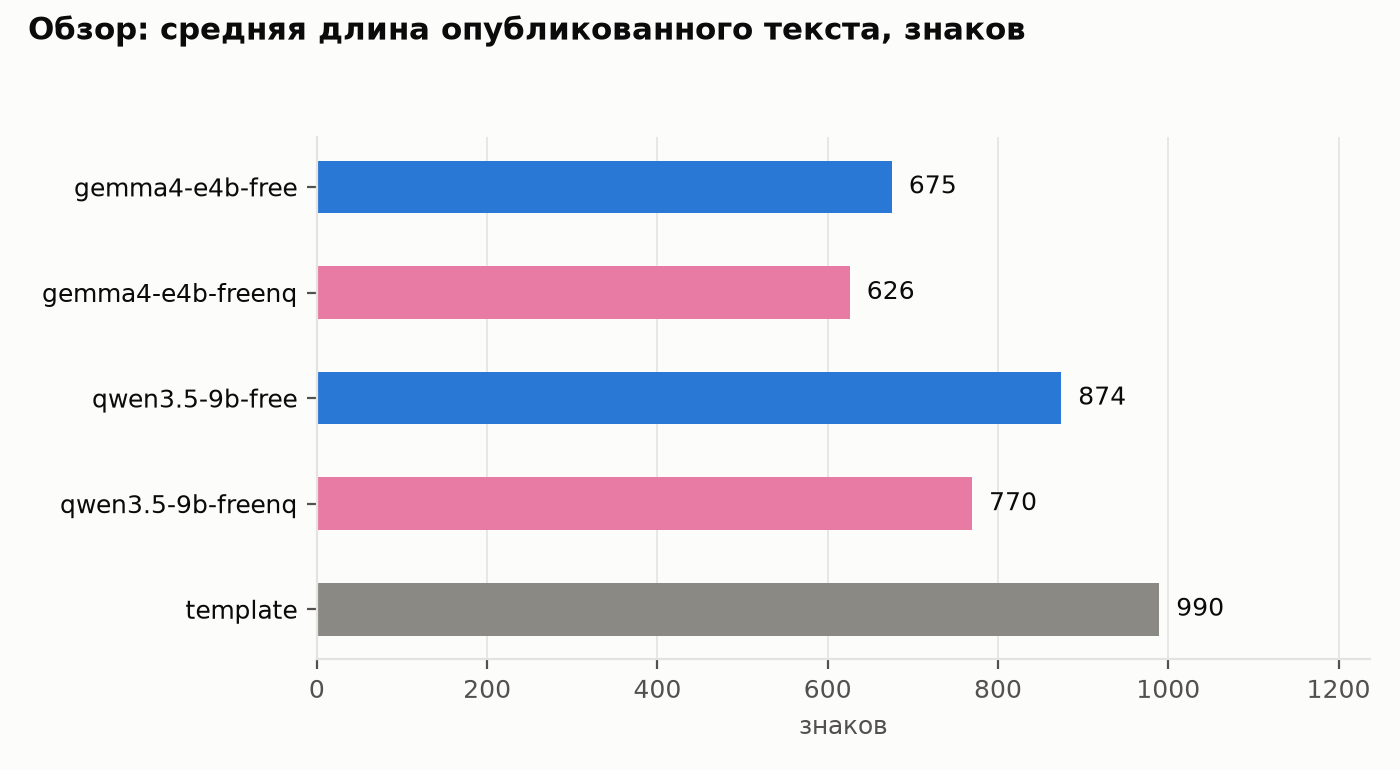 Обзор: средняя длина опубликованного текста, знаков
gemma4-e4b-free 675
gemma4-e4b-freenq 626
qwen3.5-9b-free 874
qwen3.5-9b-freenq 770
template 990
0 200 400 600 800 1000 1200
знаков